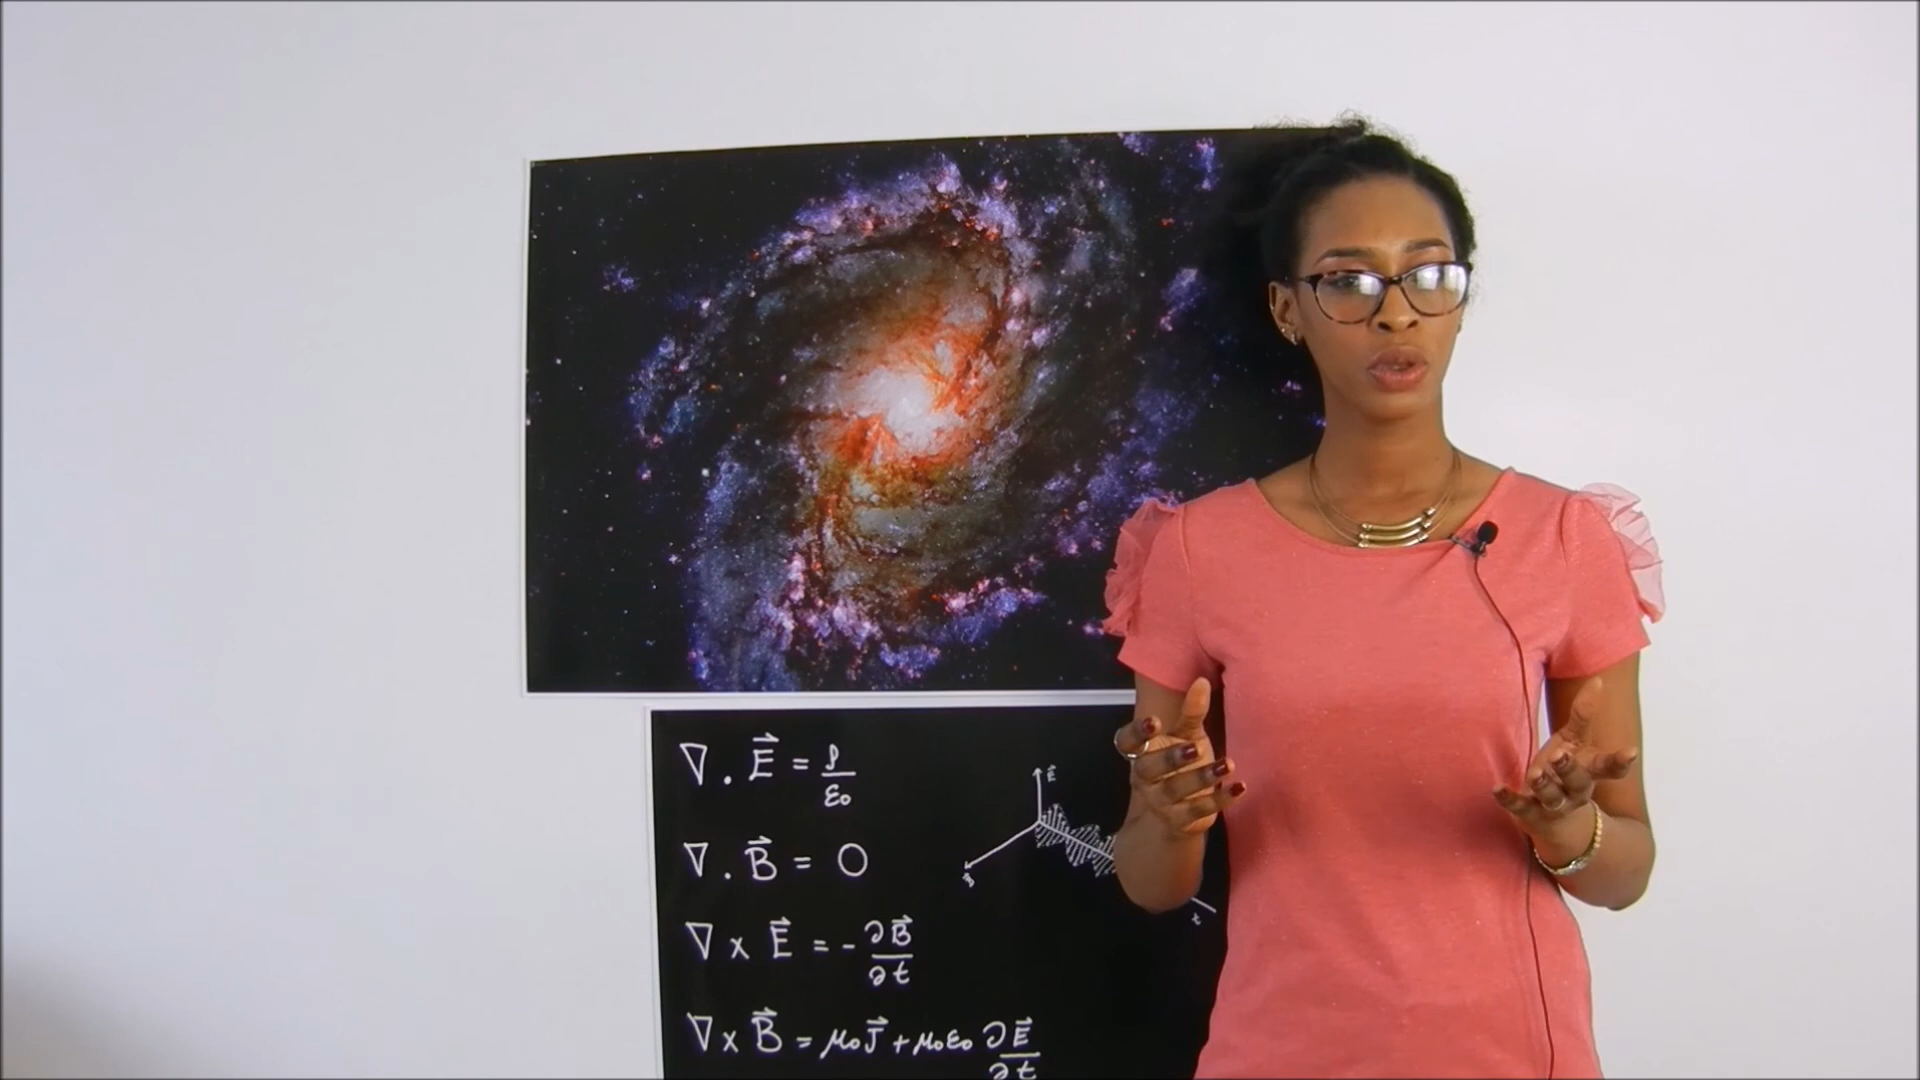 ∇ . E⃗ = ρ/ε₀
∇ . B⃗ = 0
∇ x E⃗ = - ∂B⃗/∂t
∇ x B⃗ = μ₀J⃗ + μ₀ε₀ ∂E⃗/∂t
E⃗
t